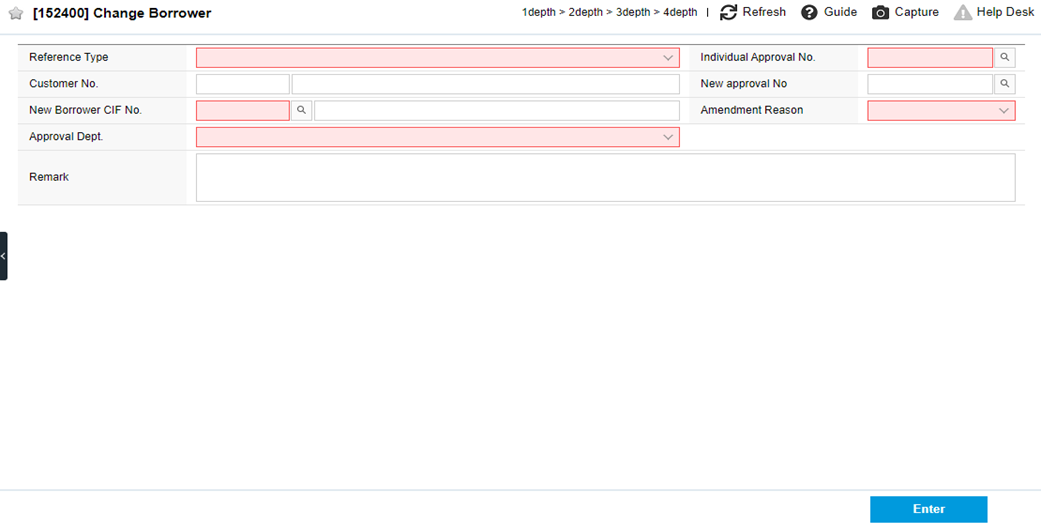 [152400] Change Borrower
1depth > 2depth > 3depth > 4depth | Refresh Guide Capture Help Desk
Reference Type
Individual Approval No.
Customer No.
New approval No
New Borrower CIF No.
Amendment Reason
Approval Dept.
Remark
Enter